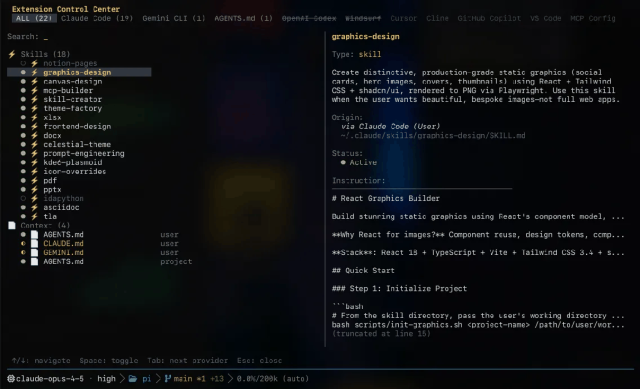 Extension Control Center
ALL (22) Claude Code (19) Gemini CLI (1) AGENTS.md (1) OpenAI Codex Windsurf Cursor Cline GitHub Copilot VS Code MCP Config
Search: _
⚡ Skills (18)
○ ⚡ notion-pages
● ⚡ graphics-design
● ⚡ canvas-design
● ⚡ mcp-builder
● ⚡ skill-creator
● ⚡ theme-factory
● ⚡ xlsx
● ⚡ frontend-design
● ⚡ docx
● ⚡ celestial-theme
● ⚡ prompt-engineering
● ⚡ kde6-plasmoid
● ⚡ icon-overrides
● ⚡ pdf
● ⚡ pptx
○ ⚡ idapython
● ⚡ asciidoc
● ⚡ tla
Context (4)
● AGENTS.md user
CLAUDE.md user
GEMINI.md user
● AGENTS.md project
graphics-design
Type: skill
Create distinctive, production-grade static graphics (social
cards, hero images, covers, thumbnails) using React + Tailwind
CSS + shadcn/ui, rendered to PNG via Playwright. Use this skill
when the user wants beautiful, bespoke images—not full web apps.
Origin:
via Claude Code (User)
~/.claude/skills/graphics-design/SKILL.md
Status:
● Active
Instruction:
# React Graphics Builder
Build stunning static graphics using React's component model, ...
**Why React for images?** Component reuse, design tokens, comp...
**Stack**: React 18 + TypeScript + Vite + Tailwind CSS 3.4 + s...
## Quick Start
### Step 1: Initialize Project
```bash
# From the skill directory, pass the user's working directory ...
bash scripts/init-graphics.sh <project-name> /path/to/user/wor...
(truncated at line 15)
↑/↓: navigate Space: toggle Tab: next provider Esc: close
claude-opus-4-5 · high > pi > main *1 +13 > 0.0%/200k (auto)